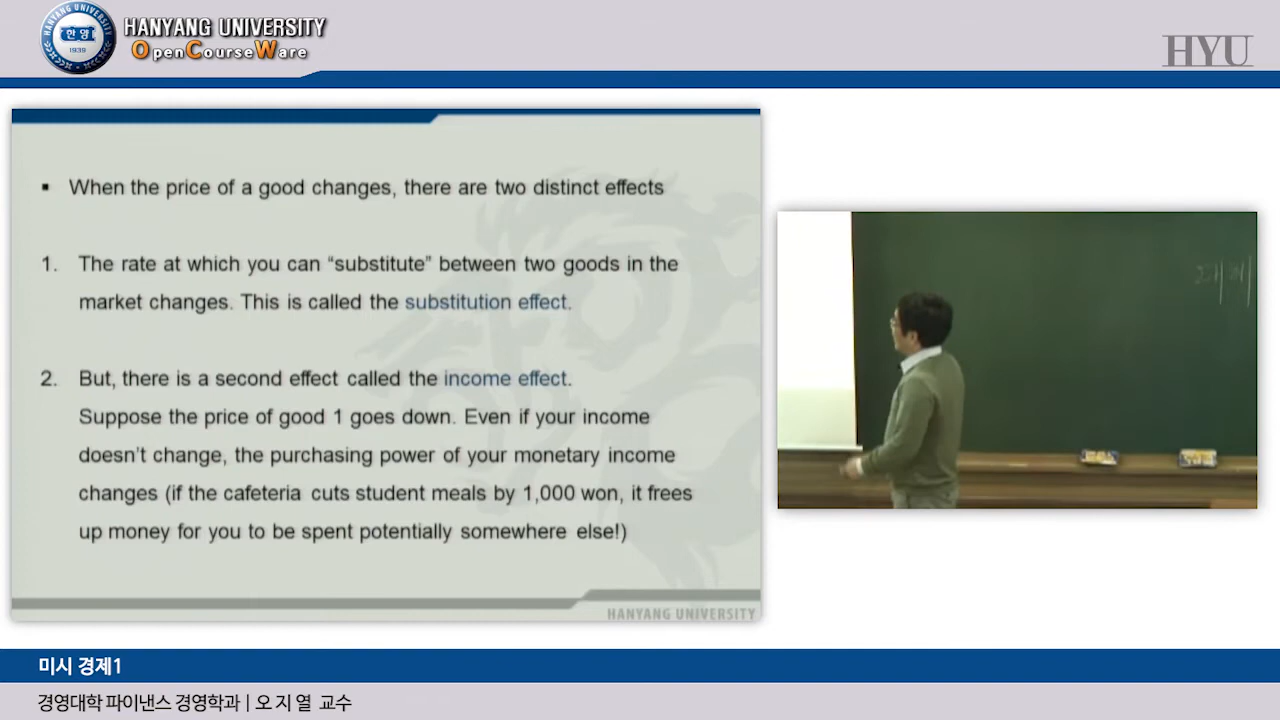 HANYANG UNIVERSITY
한양
1939
HANYANG UNIVERSITY
OpenCourseWare
HYU
▪ When the price of a good changes, there are two distinct effects
1. The rate at which you can “substitute” between two goods in the
market changes. This is called the substitution effect.
2. But, there is a second effect called the income effect.
Suppose the price of good 1 goes down. Even if your income
doesn’t change, the purchasing power of your monetary income
changes (if the cafeteria cuts student meals by 1,000 won, it frees
up money for you to be spent potentially somewhere else!)
HANYANG UNIVERSITY
미시 경제1
경영대학 파이낸스 경영학과 | 오 지 열 교수